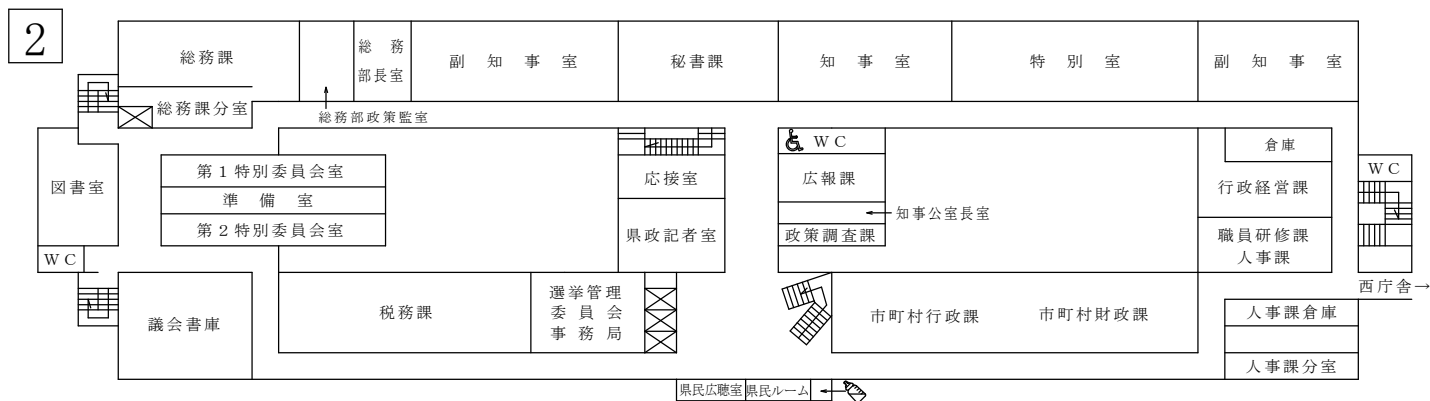 2
総務課
総務
部長室
副知事室
秘書課
知事室
特別室
副知事室
総務課分室
総務部政策監室
図書室
第1特別委員会室
準備室
第2特別委員会室
WC
応接室
県政記者室
WC
広報課
知事公室長室
政策調査課
倉庫
行政経営課
職員研修課
人事課
WC
西庁舎→
議会書庫
税務課
選挙管理
委員会
事務局
市町村行政課
市町村財政課
人事課倉庫
人事課分室
県民広聴室
県民ルーム